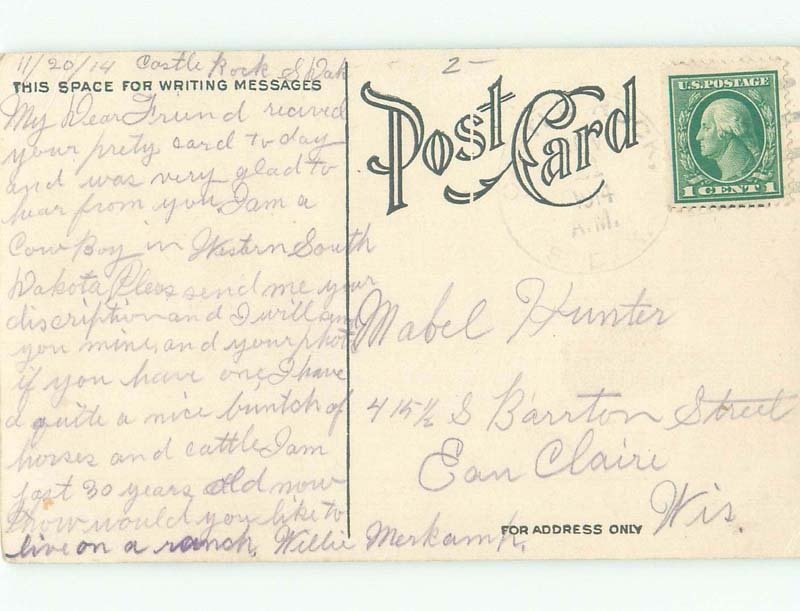 11/20/14 Castle Rock S Dak
THIS SPACE FOR WRITING MESSAGES
My Dear Friend recived
your prety card to day
and was very glad to
hear from you, I am a
Cow Boy in Western South
Dakota Pleas send me your
discription and I will send
you mine, and your photo
if you have one, I have
a quite a nice buntch of
horses and cattle, I am
just 30 years old now
how would you like to
live on a ranch, Willie Merkamp.
2-
Post Card
U.S. POSTAGE
1 CENT 1
1914
A.M.
Mabel Hunter
415½ S Barrton Street
Eau Claire
Wis.
FOR ADDRESS ONLY